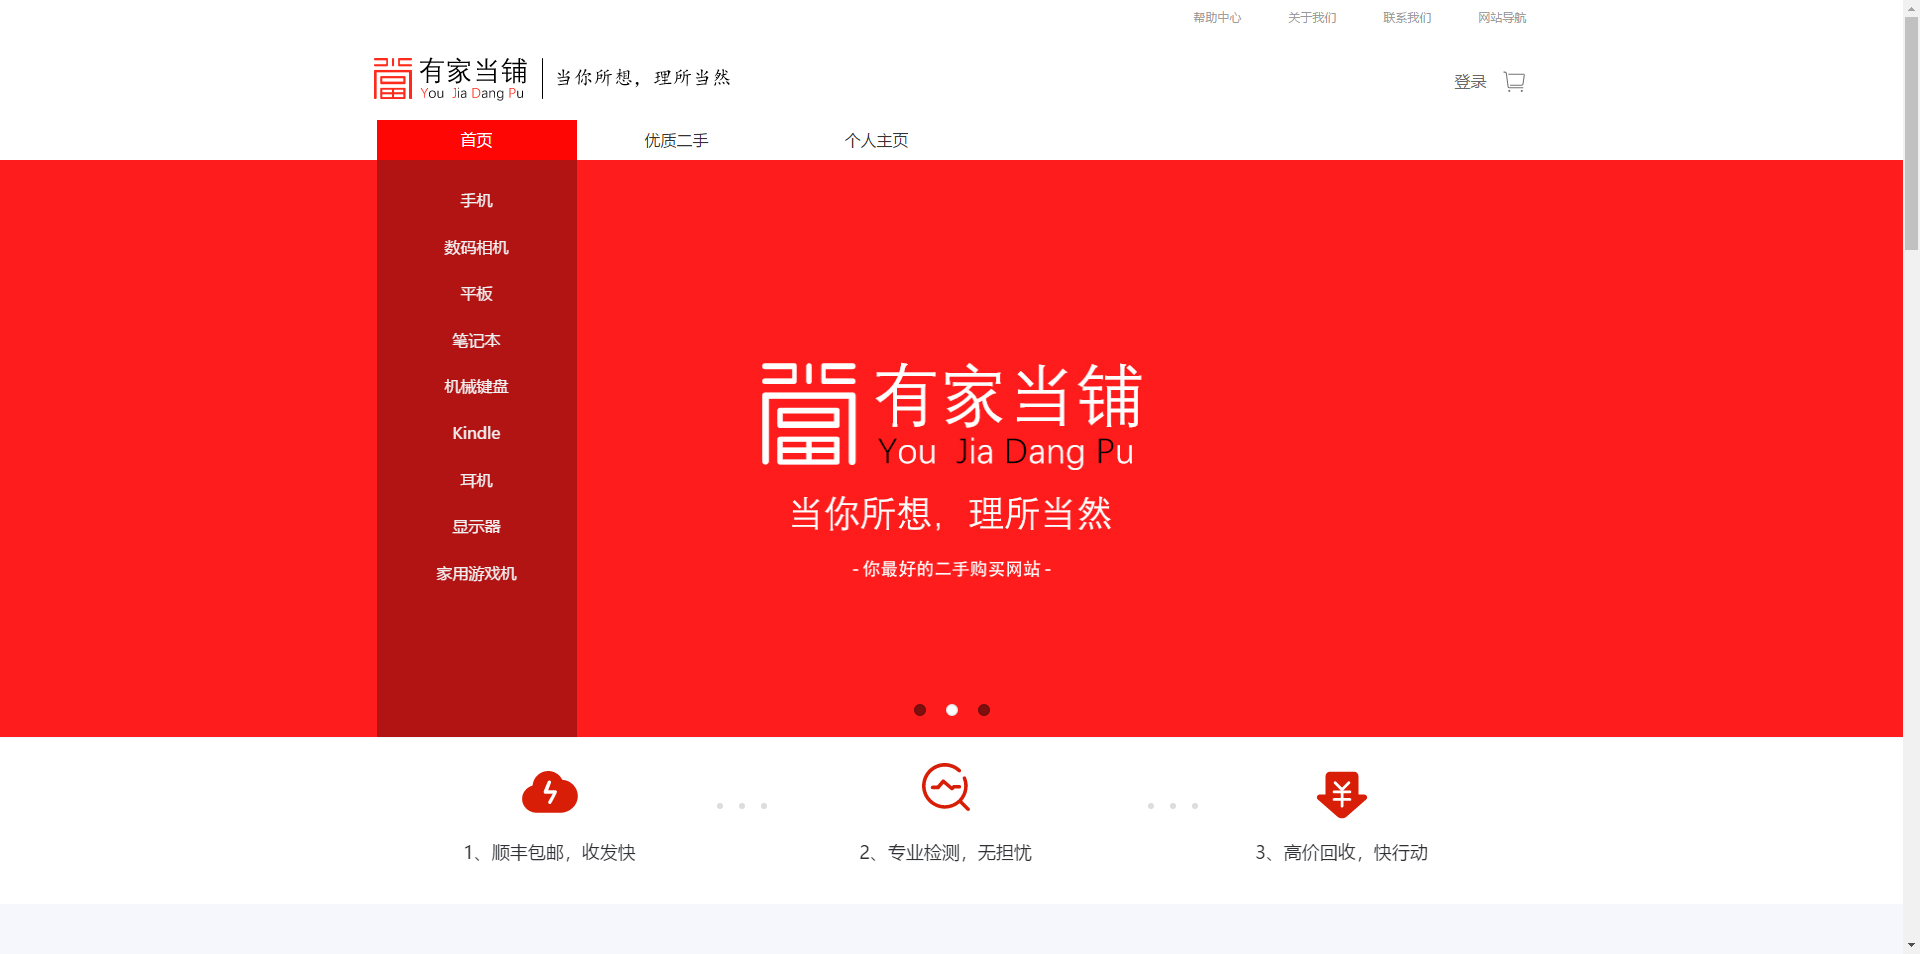 帮助中心 关于我们 联系我们 网站导航
有家当铺
You Jia Dang Pu
当你所想，理所当然
登录
首页 优质二手 个人主页
手机
数码相机
平板
笔记本
机械键盘
Kindle
耳机
显示器
家用游戏机
有家当铺
You Jia Dang Pu
当你所想，理所当然
- 你最好的二手购买网站 -
1、顺丰包邮，收发快
2、专业检测，无担忧
3、高价回收，快行动